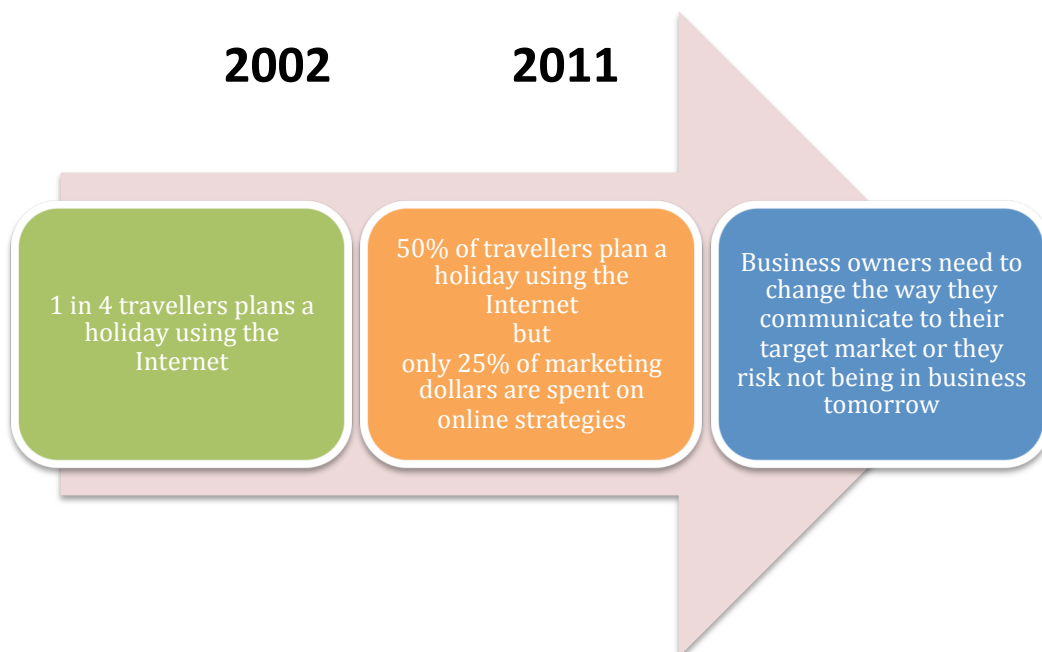 2002
2011
1 in 4 travellers plans a
holiday using the
Internet
50% of travellers plan a
holiday using the
Internet
but
only 25% of marketing
dollars are spent on
online strategies
Business owners need to
change the way they
communicate to their
target market or they
risk not being in business
tomorrow